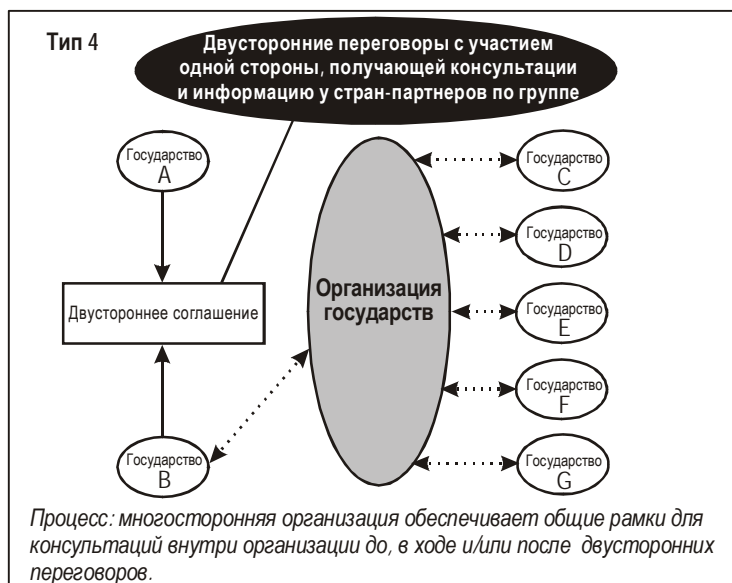 Тип 4
Двусторонние переговоры с участием
одной стороны, получающей консультации
и информацию у стран-партнеров по группе
Государство
A
Государство
C
Государство
D
Двустороннее соглашение
Организация
государств
Государство
E
Государство
F
Государство
B
Государство
G
Процесс: многосторонняя организация обеспечивает общие рамки для
консультаций внутри организации до, в ходе и/или после двусторонних
переговоров.